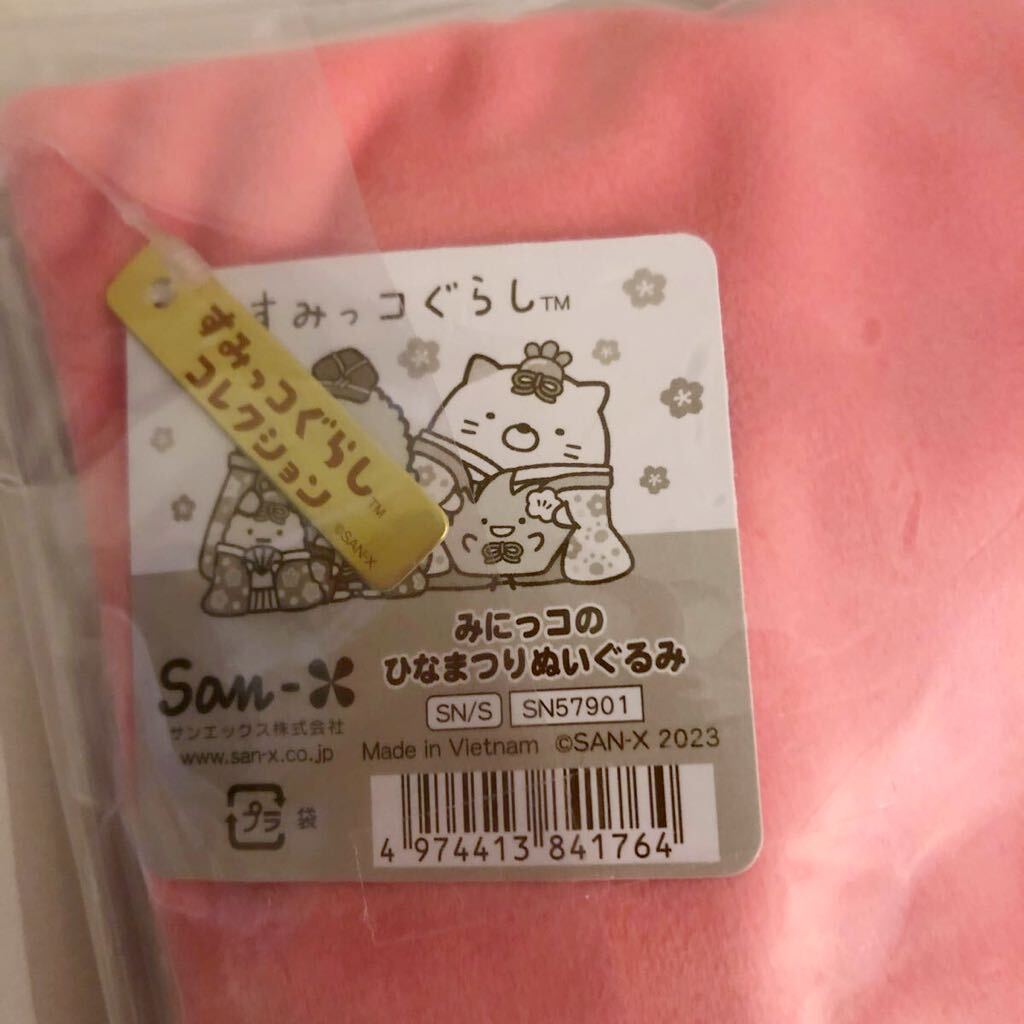 すみっコぐらし™
すみっコぐらし™
コレクション
©SAN-X
みにっコの
ひなまつりぬいぐるみ
San-X
サンエックス株式会社
www.san-x.co.jp
SN/S SN57901
Made in Vietnam ©SAN-X 2023
プラ 袋
4 974413 841764